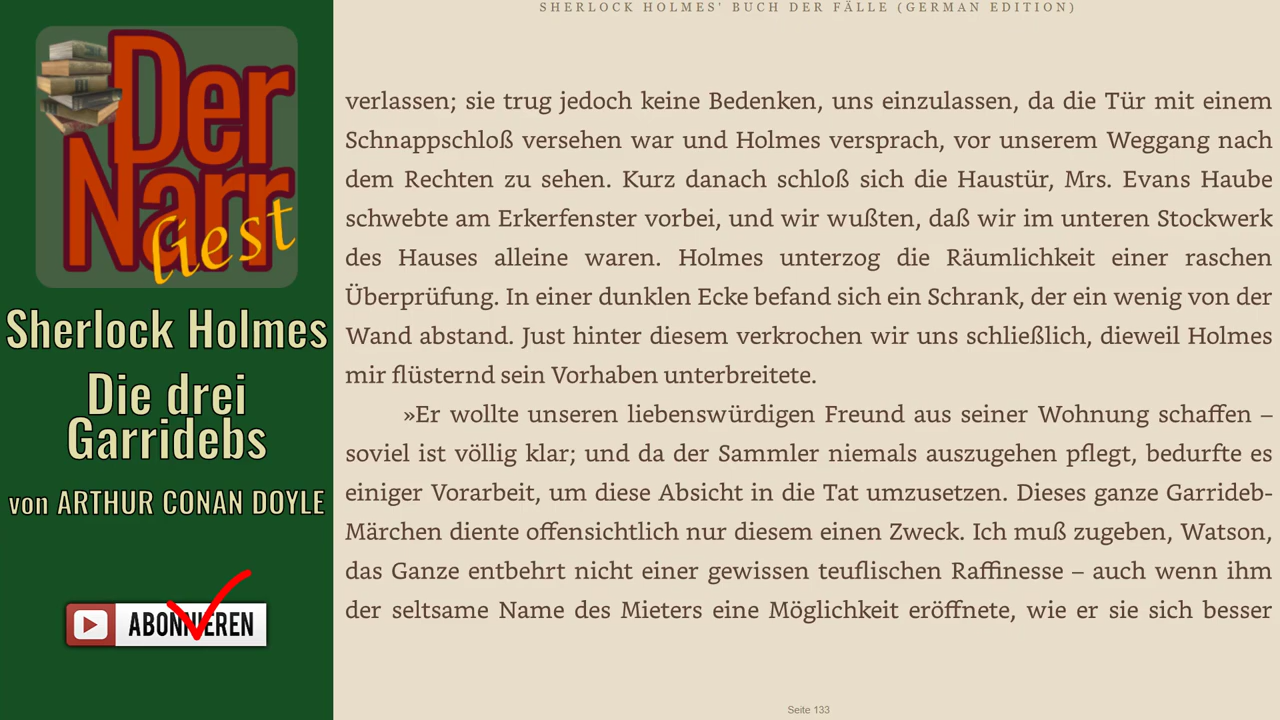 Der
Narr
liest
Sherlock Holmes
Die drei
Garridebs
von ARTHUR CONAN DOYLE
ABONNIEREN
SHERLOCK HOLMES' BUCH DER FÄLLE (GERMAN EDITION)
verlassen; sie trug jedoch keine Bedenken, uns einzulassen, da die Tür mit einem
Schnappschloß versehen war und Holmes versprach, vor unserem Weggang nach
dem Rechten zu sehen. Kurz danach schloß sich die Haustür, Mrs. Evans Haube
schwebte am Erkerfenster vorbei, und wir wußten, daß wir im unteren Stockwerk
des Hauses alleine waren. Holmes unterzog die Räumlichkeit einer raschen
Überprüfung. In einer dunklen Ecke befand sich ein Schrank, der ein wenig von der
Wand abstand. Just hinter diesem verkrochen wir uns schließlich, dieweil Holmes
mir flüsternd sein Vorhaben unterbreitete.
»Er wollte unseren liebenswürdigen Freund aus seiner Wohnung schaffen –
soviel ist völlig klar; und da der Sammler niemals auszugehen pflegt, bedurfte es
einiger Vorarbeit, um diese Absicht in die Tat umzusetzen. Dieses ganze Garrideb-
Märchen diente offensichtlich nur diesem einen Zweck. Ich muß zugeben, Watson,
das Ganze entbehrt nicht einer gewissen teuflischen Raffinesse – auch wenn ihm
der seltsame Name des Mieters eine Möglichkeit eröffnete, wie er sie sich besser
Seite 133